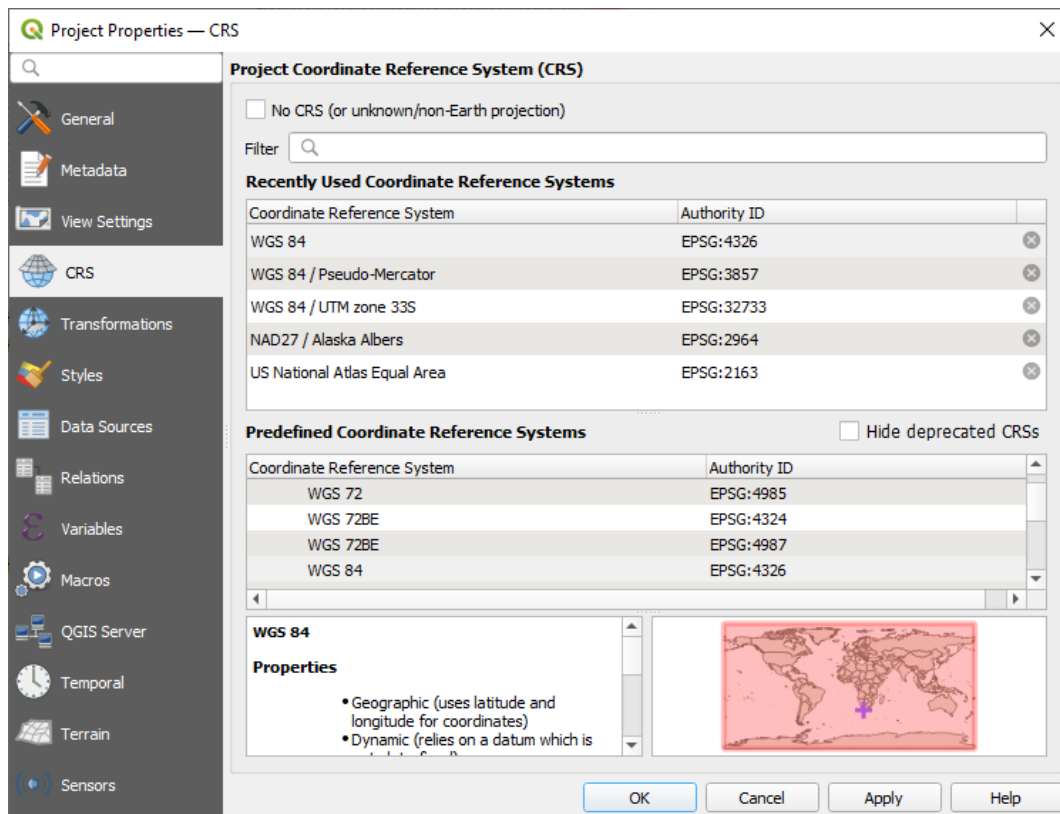 Project Properties — CRS
Project Coordinate Reference System (CRS)
General
Metadata
View Settings
CRS
Transformations
Styles
Data Sources
Relations
Variables
Macros
QGIS Server
Temporal
Terrain
Sensors
No CRS (or unknown/non-Earth projection)
Filter
Recently Used Coordinate Reference Systems
Coordinate Reference System Authority ID
WGS 84 EPSG:4326
WGS 84 / Pseudo-Mercator EPSG:3857
WGS 84 / UTM zone 33S EPSG:32733
NAD27 / Alaska Albers EPSG:2964
US National Atlas Equal Area EPSG:2163
Predefined Coordinate Reference Systems Hide deprecated CRSs
Coordinate Reference System Authority ID
WGS 72 EPSG:4985
WGS 72BE EPSG:4324
WGS 72BE EPSG:4987
WGS 84 EPSG:4326
WGS 84
Properties
• Geographic (uses latitude and
longitude for coordinates)
• Dynamic (relies on a datum which is
OK Cancel Apply Help